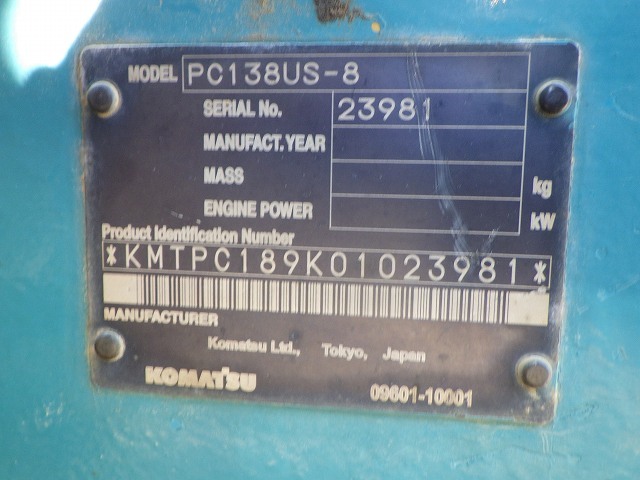 MODEL PC138US-8
SERIAL No. 23981
MANUFACT.YEAR
MASS kg
ENGINE POWER kW
Product Identification Number
*KMTPC189K01023981*
MANUFACTURER
Komatsu Ltd., Tokyo, Japan
KOMATSU 09601-10001